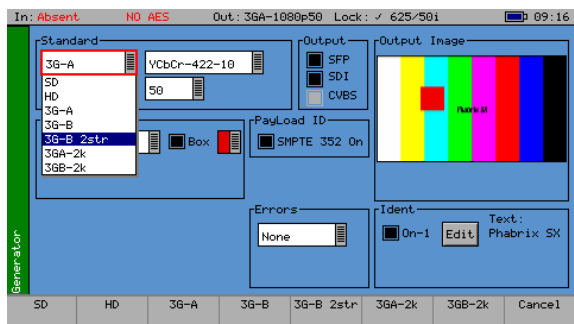 In: Absent NO AES Out: 3GA-1080p50 Lock: ✓ 625/50i 09:16
Standard
3G-A YCbCr-422-10
SD
HD
3G-A
3G-B
3G-B 2str
3GA-2k
3GB-2k
50
Box
Output
SFP
SDI
CVBS
PayLoad ID
SMPTE 352 On
Output Image
Phabrix SX
Errors
None
Ident
On-1 Edit Text:
Phabrix SX
Generator
SD HD 3G-A 3G-B 3G-B 2str 3GA-2k 3GB-2k Cancel